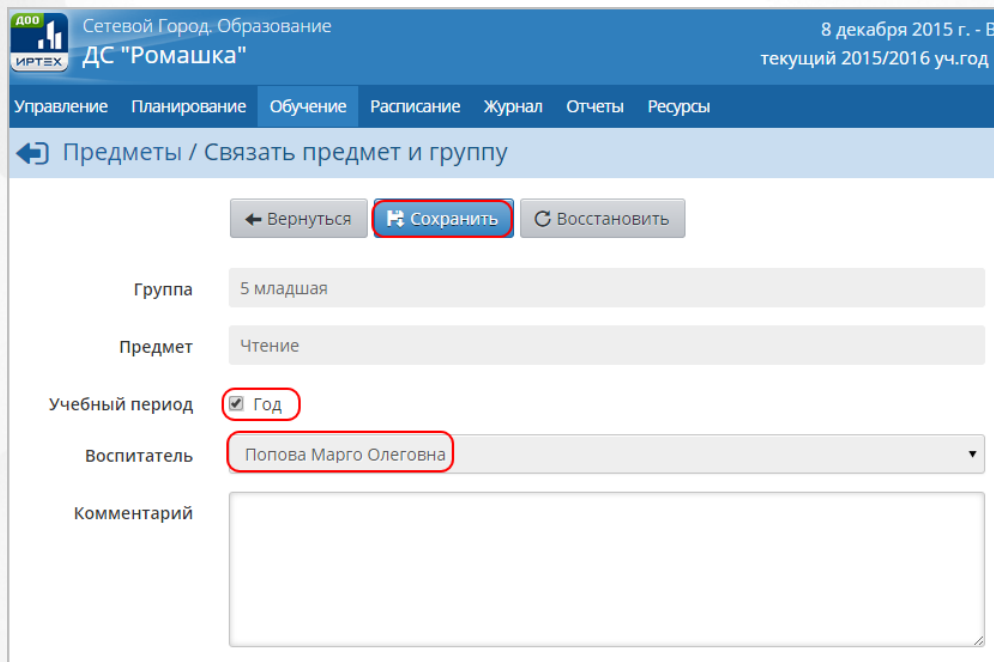 ДОО
ИРТЕХ
Сетевой Город. Образование
ДС "Ромашка"
8 декабря 2015 г. - В
текущий 2015/2016 уч.год
Управление Планирование Обучение Расписание Журнал Отчеты Ресурсы
Предметы / Связать предмет и группу
Вернуться Сохранить Восстановить
Группа 5 младшая
Предмет Чтение
Учебный период Год
Воспитатель Попова Марго Олеговна
Комментарий